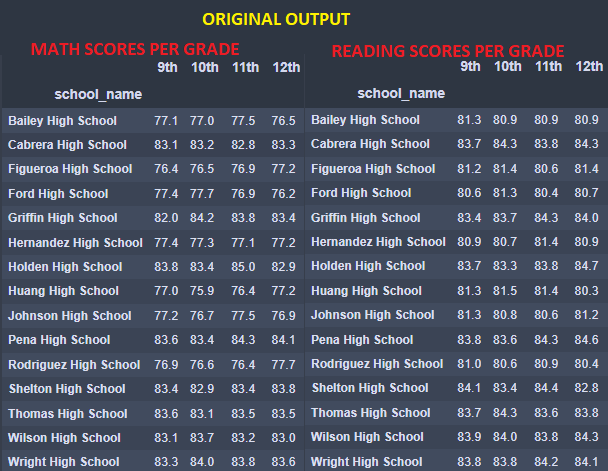 ORIGINAL OUTPUT
MATH SCORES PER GRADE
9th 10th 11th 12th
school_name
Bailey High School 77.1 77.0 77.5 76.5
Cabrera High School 83.1 83.2 82.8 83.3
Figueroa High School 76.4 76.5 76.9 77.2
Ford High School 77.4 77.7 76.9 76.2
Griffin High School 82.0 84.2 83.8 83.4
Hernandez High School 77.4 77.3 77.1 77.2
Holden High School 83.8 83.4 85.0 82.9
Huang High School 77.0 75.9 76.4 77.2
Johnson High School 77.2 76.7 77.5 76.9
Pena High School 83.6 83.4 84.3 84.1
Rodriguez High School 76.9 76.6 76.4 77.7
Shelton High School 83.4 82.9 83.4 83.8
Thomas High School 83.6 83.1 83.5 83.5
Wilson High School 83.1 83.7 83.2 83.0
Wright High School 83.3 84.0 83.8 83.6
READING SCORES PER GRADE
9th 10th 11th 12th
school_name
Bailey High School 81.3 80.9 80.9 80.9
Cabrera High School 83.7 84.3 83.8 84.3
Figueroa High School 81.2 81.4 80.6 81.4
Ford High School 80.6 81.3 80.4 80.7
Griffin High School 83.4 83.7 84.3 84.0
Hernandez High School 80.9 80.7 81.4 80.9
Holden High School 83.7 83.3 83.8 84.7
Huang High School 81.3 81.5 81.4 80.3
Johnson High School 81.3 80.8 80.6 81.2
Pena High School 83.8 83.6 84.3 84.6
Rodriguez High School 81.0 80.6 80.9 80.4
Shelton High School 84.1 83.4 84.4 82.8
Thomas High School 83.7 84.3 83.6 83.8
Wilson High School 83.9 84.0 83.8 84.3
Wright High School 83.8 83.8 84.2 84.1